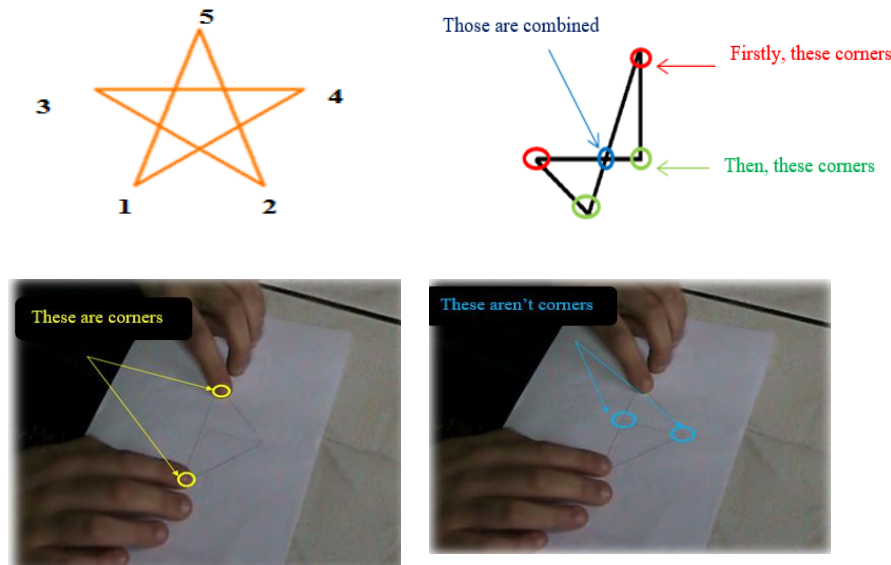 5
3
4
1
2
Those are combined
Firstly, these corners
Then, these corners
These are corners
These aren't corners